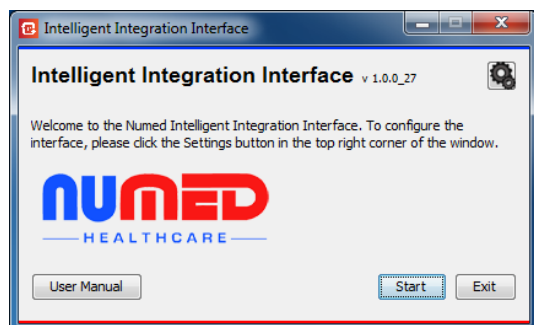 Intelligent Integration Interface
Intelligent Integration Interface v 1.0.0_27
Welcome to the Numed Intelligent Integration Interface. To configure the
interface, please click the Settings button in the top right corner of the window.
NUMED
HEALTHCARE
User Manual Start Exit